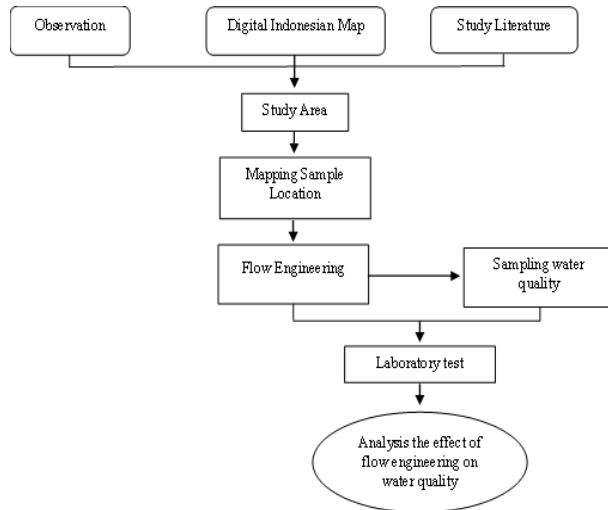 Observation
Digital Indonesian Map
Study Literature
Study Area
Mapping Sample
Location
Flow Engineering
Sampling water
quality
Laboratory test
Analysis the effect of
flow engineering on
water quality